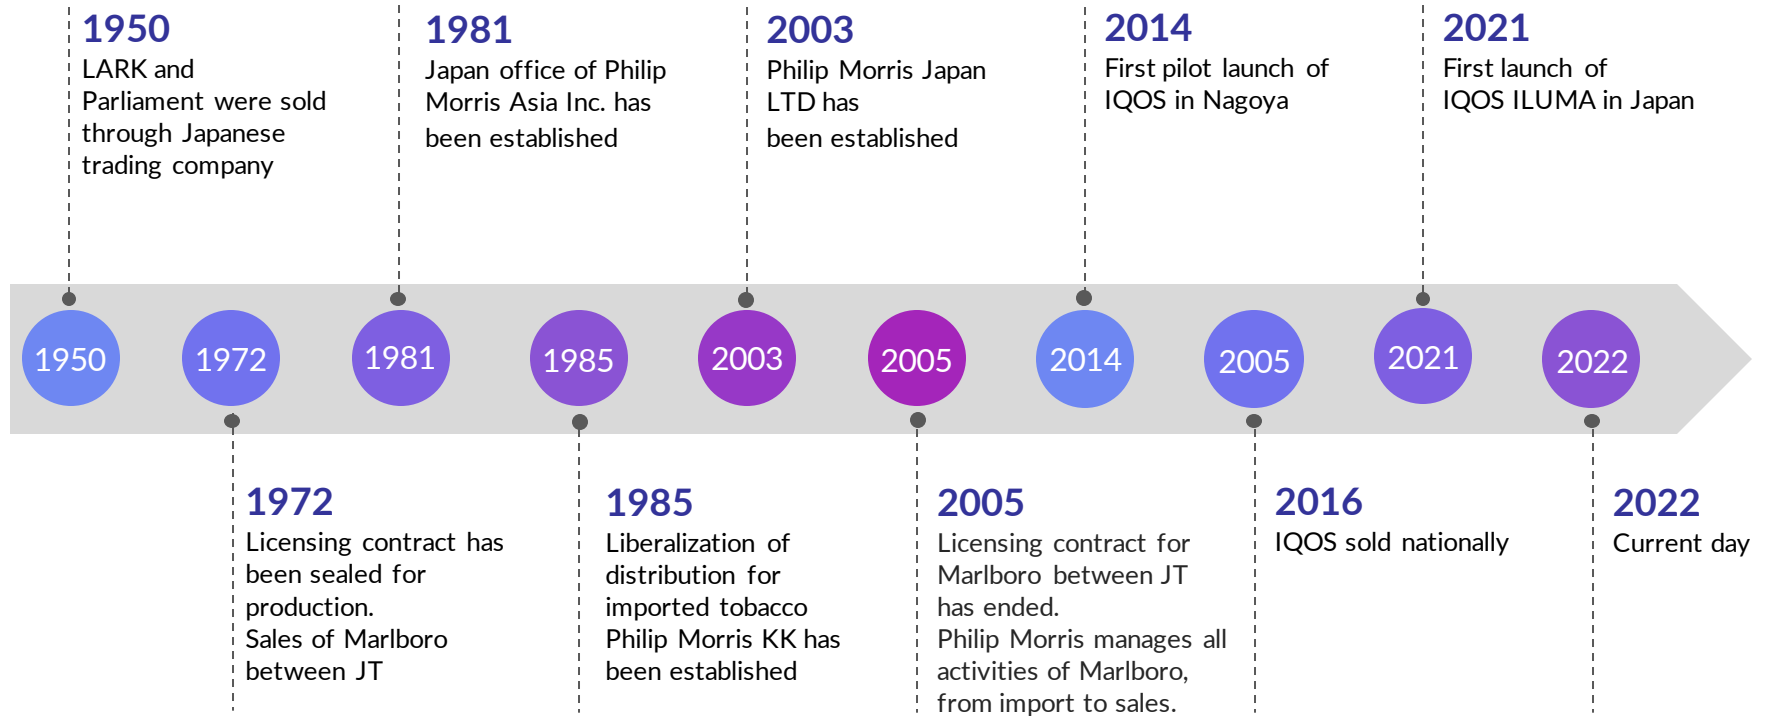 1950
LARK and
Parliament were sold
through Japanese
trading company
1981
Japan office of Philip
Morris Asia Inc. has
been established
2003
Philip Morris Japan
LTD has
been established
2014
First pilot launch of
IQOS in Nagoya
2021
First launch of
IQOS ILUMA in Japan
1950
1972
1981
1985
2003
2005
2014
2005
2021
2022
1972
Licensing contract has
been sealed for
production.
Sales of Marlboro
between JT
1985
Liberalization of
distribution for
imported tobacco
Philip Morris KK has
been established
2005
Licensing contract for
Marlboro between JT
has ended.
Philip Morris manages all
activities of Marlboro,
from import to sales.
2016
IQOS sold nationally
2022
Current day